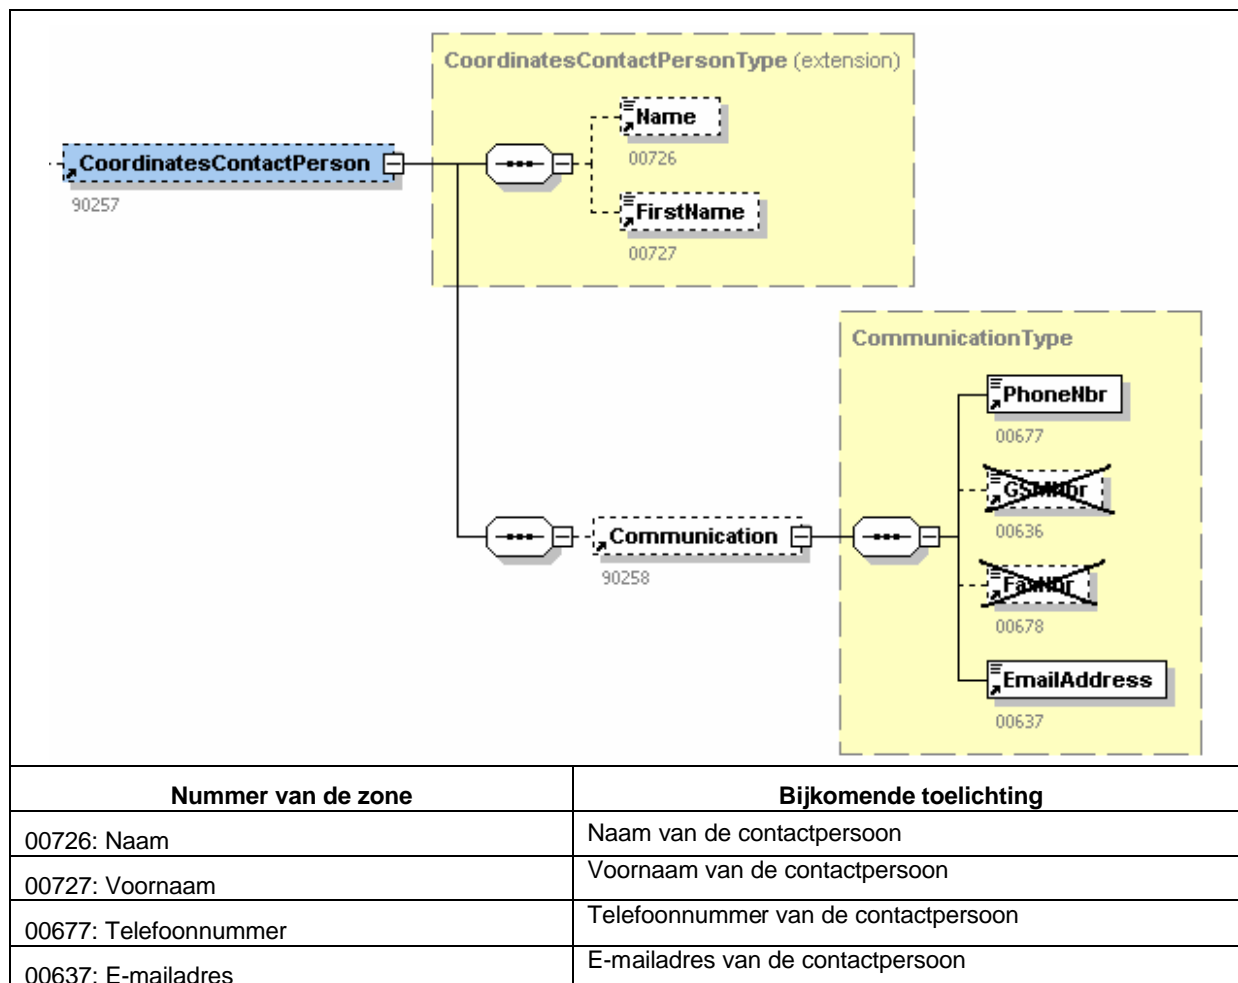 CoordinatesContactPersonType (extension)
Name
00726
CoordinatesContactPerson
90257
FirstName
00727
CommunicationType
PhoneNbr
00677
GSMNbr
00636
Communication
90258
FaxNbr
00678
EmailAddress
00637
Nummer van de zone Bijkomende toelichting
00726: Naam Naam van de contactpersoon
00727: Voornaam Voornaam van de contactpersoon
00677: Telefoonnummer Telefoonnummer van de contactpersoon
00637: E-mailadres E-mailadres van de contactpersoon